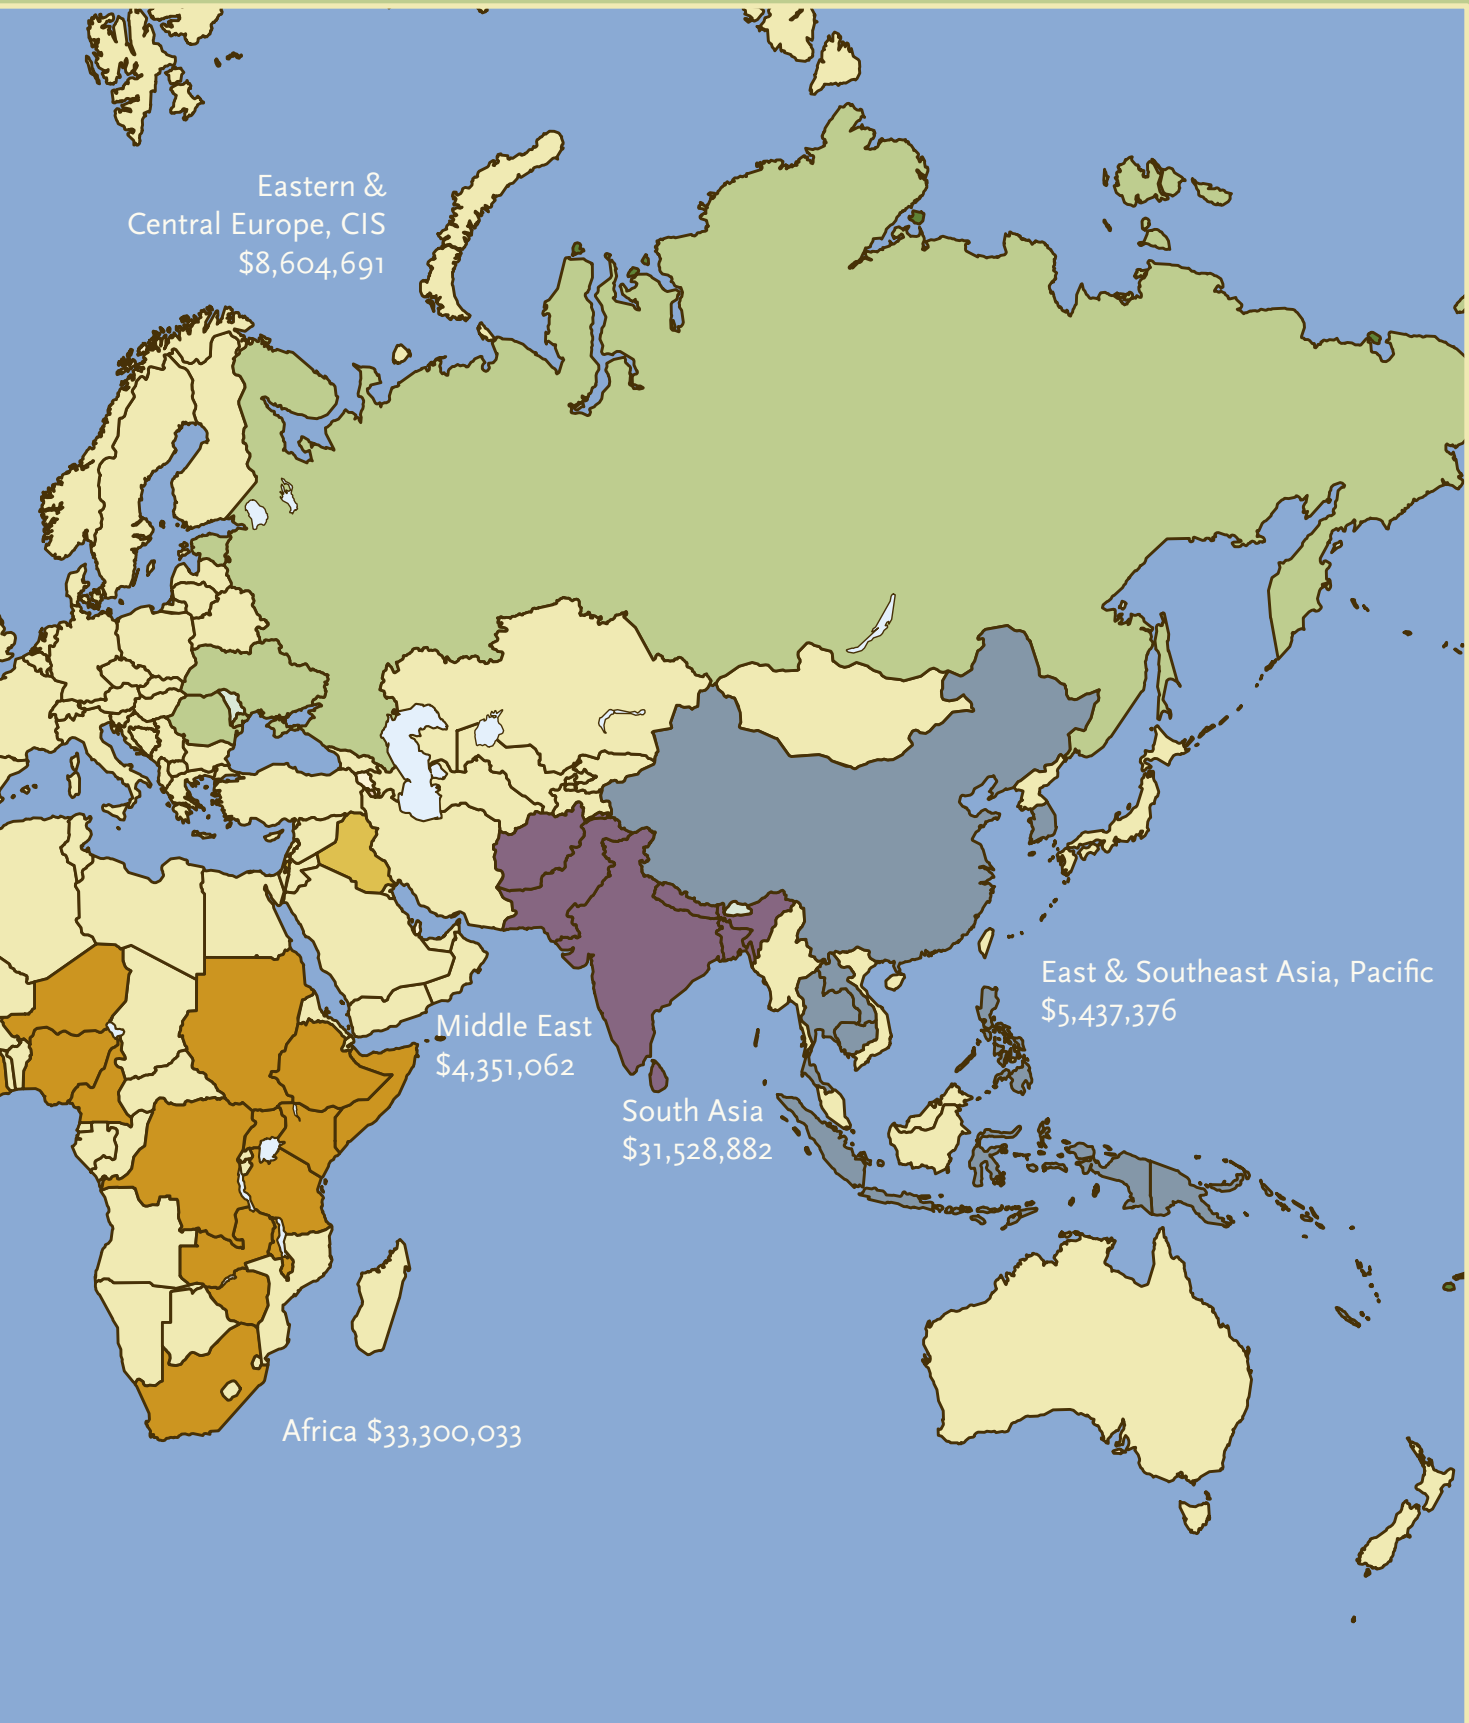 Eastern &
Central Europe, CIS
$8,604,691
East & Southeast Asia, Pacific
$5,437,376
Middle East
$4,351,062
South Asia
$31,528,882
Africa $33,300,033